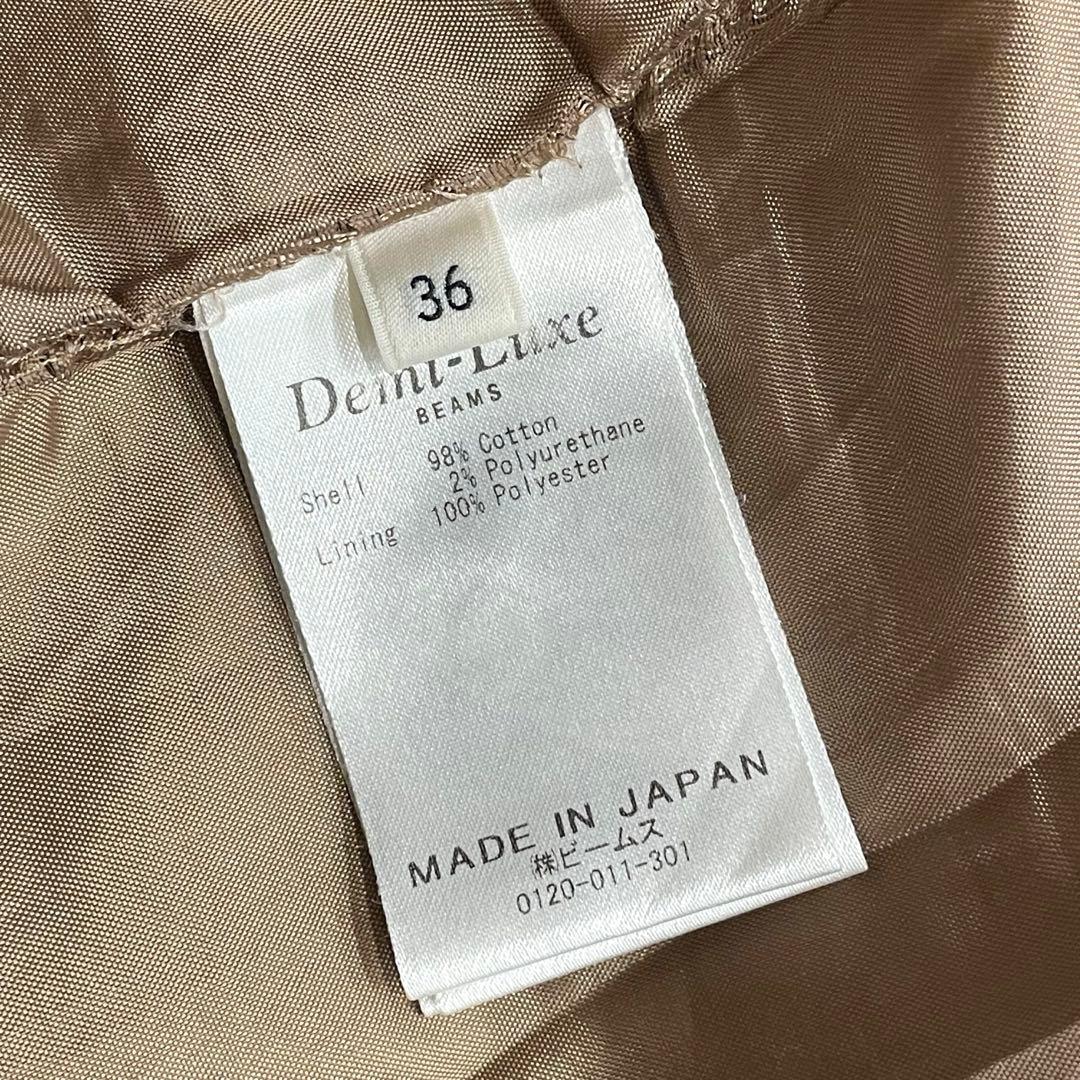 36
Demi-Luxe
BEAMS
Shell 98% Cotton
2% Polyurethane
Lining 100% Polyester
MADE IN JAPAN
㈱ビームス
0120-011-301